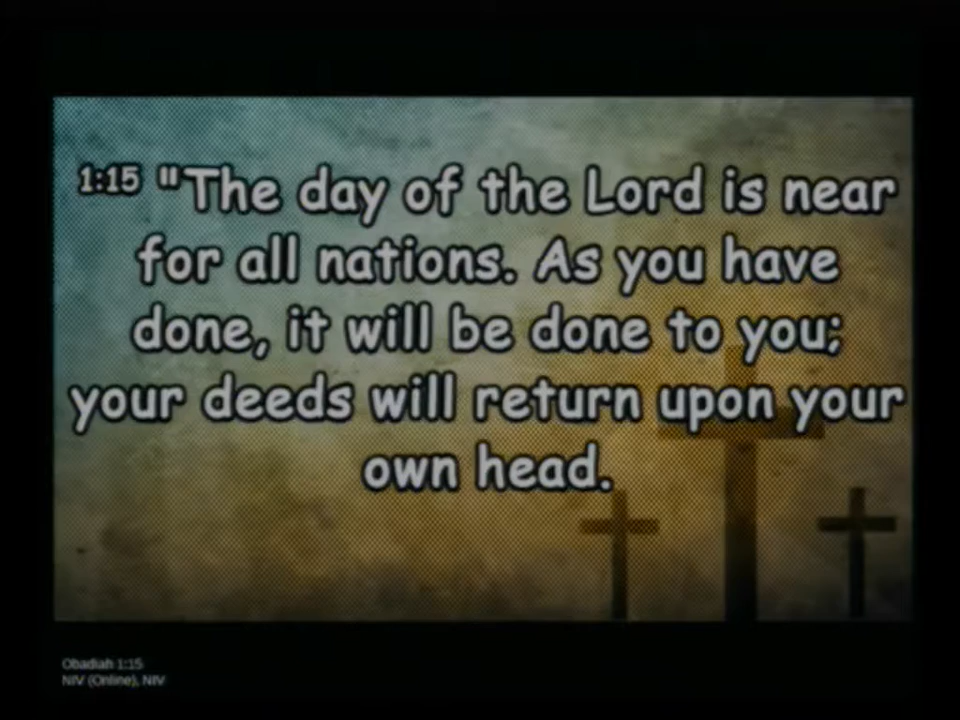 1:15 "The day of the Lord is near
for all nations. As you have
done, it will be done to you;
your deeds will return upon your
own head.
Obadiah 1:15
NIV (Online), NIV